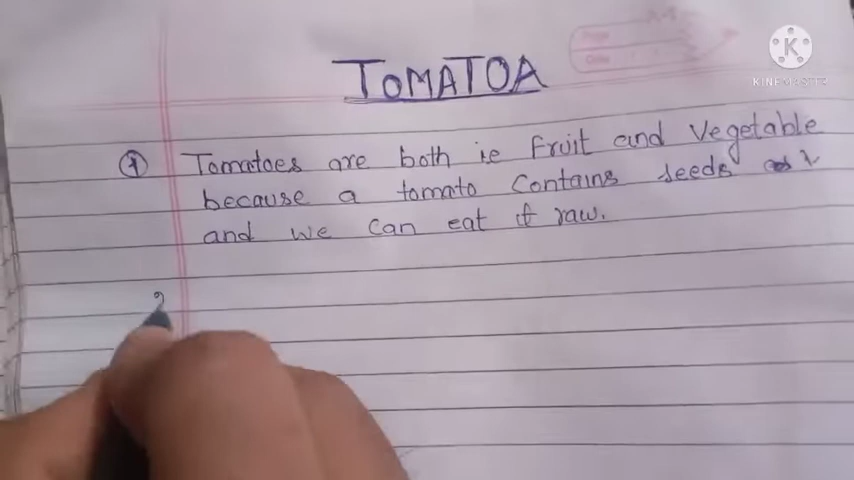 TOMATOA
KINEMASTER
① Tomatoes are both ie Fruit and Vegetable
because a tomato contains seeds
and we can eat it raw.
2